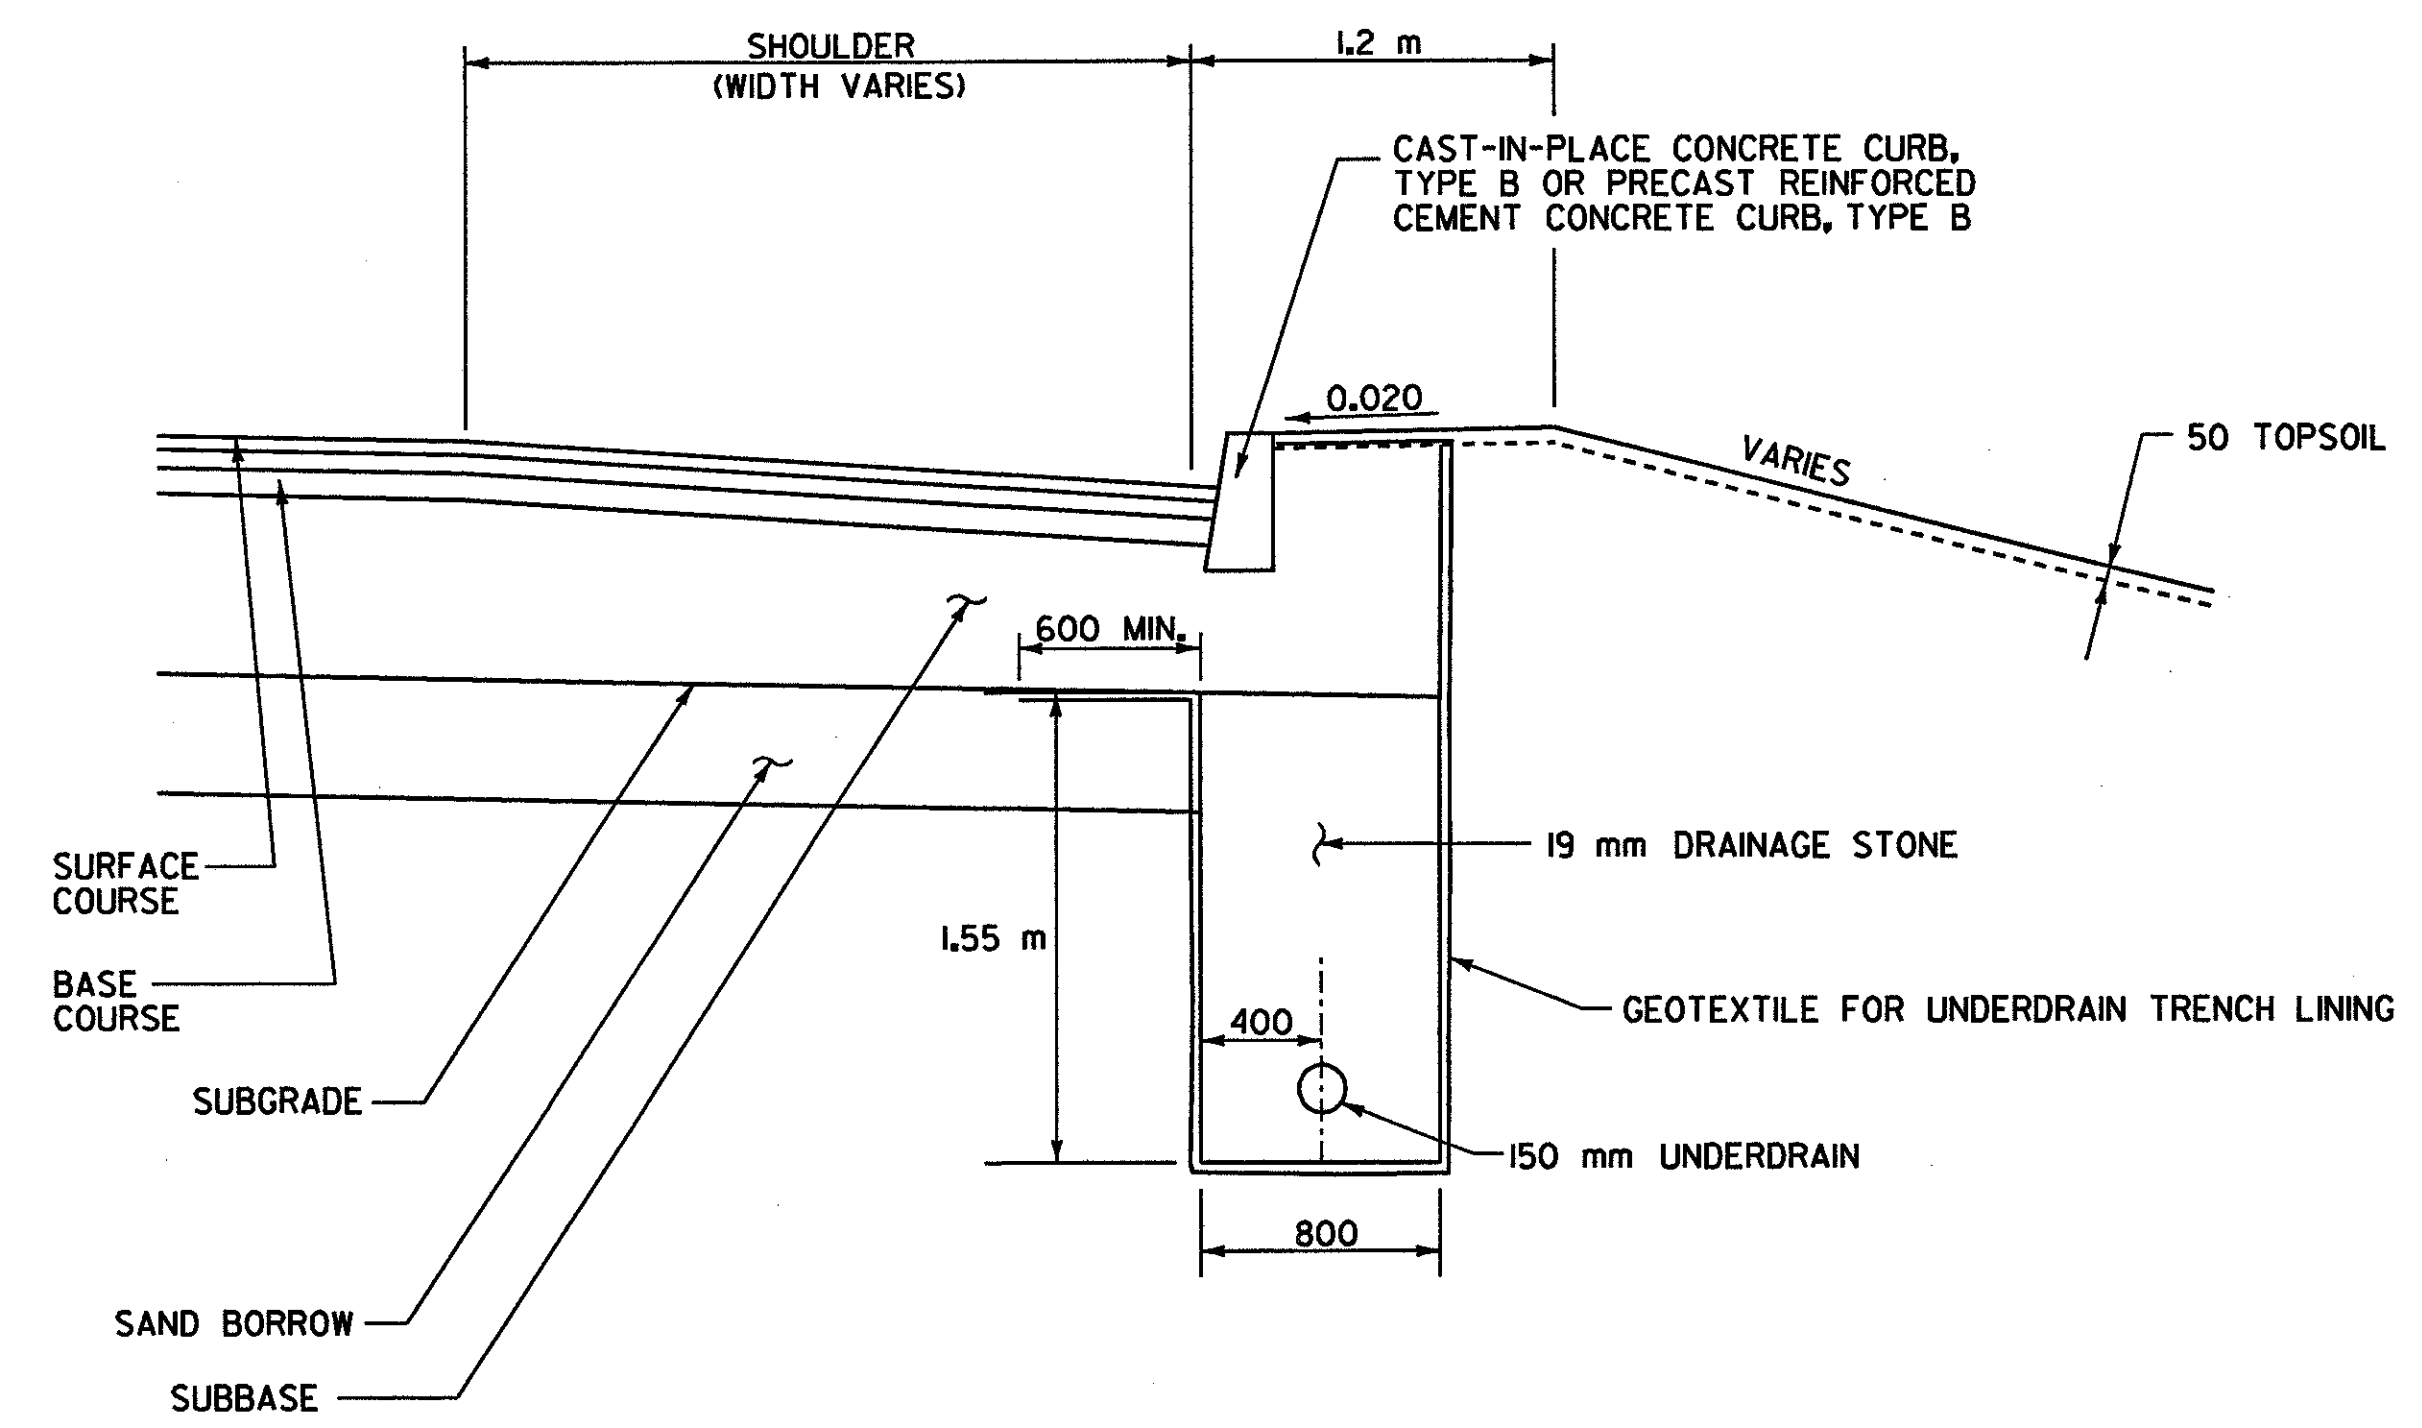 SHOULDER
(WIDTH VARIES)
1.2 m
CAST-IN-PLACE CONCRETE CURB,
TYPE B OR PRECAST REINFORCED
CEMENT CONCRETE CURB, TYPE B
0.020
VARIES
50 TOPSOIL
600 MIN.
19 mm DRAINAGE STONE
SURFACE
COURSE
1.55 m
BASE
COURSE
400
GEOTEXTILE FOR UNDERDRAIN TRENCH LINING
SUBGRADE
150 mm UNDERDRAIN
800
SAND BORROW
SUBBASE